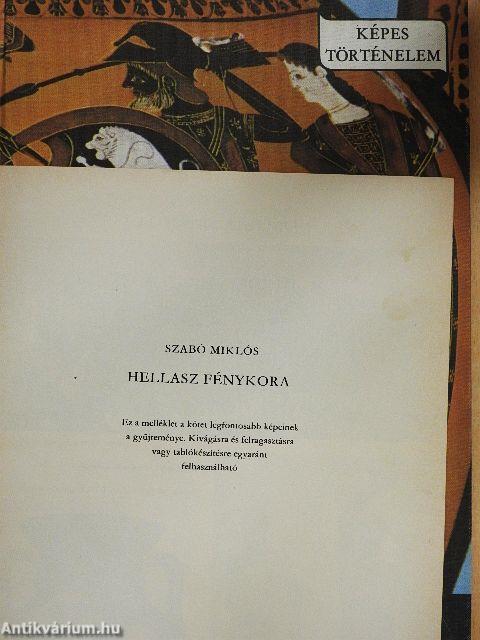 KÉPES
TÖRTÉNELEM
SZABÓ MIKLÓS
HELLASZ FÉNYKORA
Ez a melléklet a kötet legfontosabb képeinek
a gyűjteménye. Kivágásra és felragasztásra
vagy tablókészítésre egyaránt
felhasználható
Antikvárium.hu